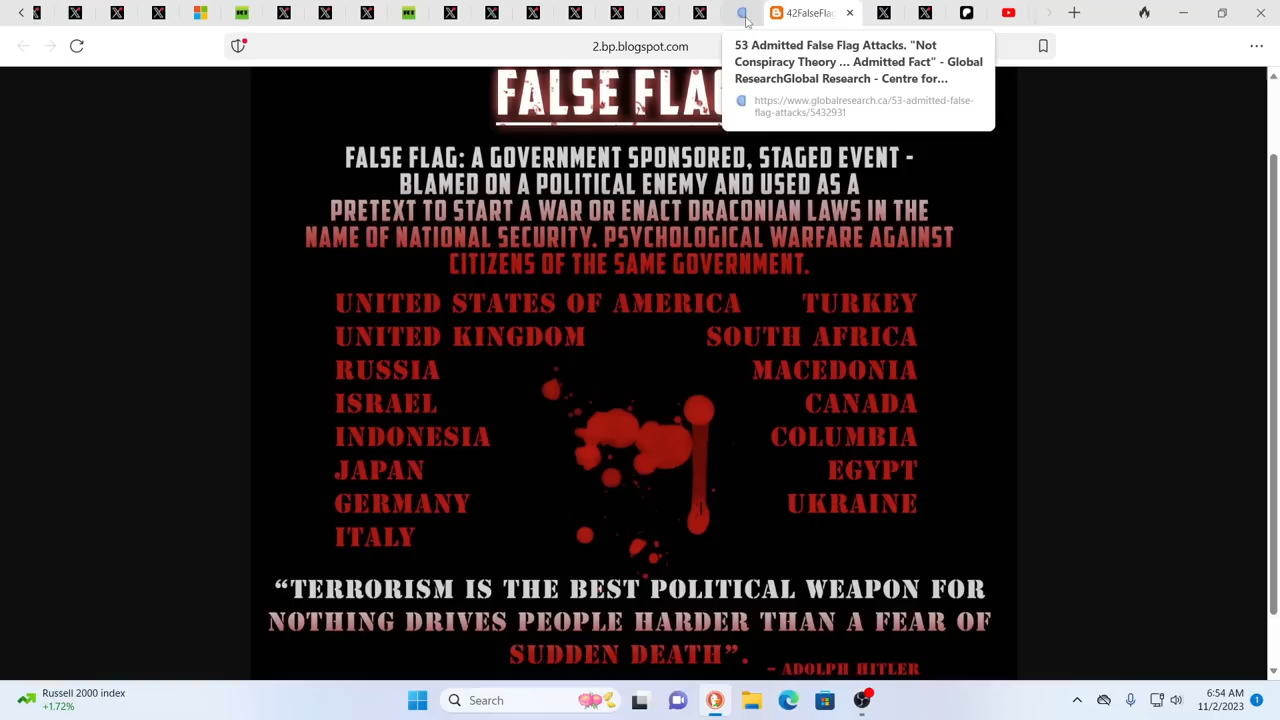 42FalseFla
2.bp.blogspot.com
53 Admitted False Flag Attacks. "Not
Conspiracy Theory ... Admitted Fact" - Global
ResearchGlobal Research - Centre for...
https://www.globalresearch.ca/53-admitted-false-
flag-attacks/5432931
FALSE FLAG
FALSE FLAG: A GOVERNMENT SPONSORED, STAGED EVENT -
BLAMED ON A POLITICAL ENEMY AND USED AS A
PRETEXT TO START A WAR OR ENACT DRACONIAN LAWS IN THE
NAME OF NATIONAL SECURITY. PSYCHOLOGICAL WARFARE AGAINST
CITIZENS OF THE SAME GOVERNMENT.
UNITED STATES OF AMERICA TURKEY
UNITED KINGDOM SOUTH AFRICA
RUSSIA MACEDONIA
ISRAEL CANADA
INDONESIA COLUMBIA
JAPAN EGYPT
GERMANY UKRAINE
ITALY
“TERRORISM IS THE BEST POLITICAL WEAPON FOR
NOTHING DRIVES PEOPLE HARDER THAN A FEAR OF
SUDDEN DEATH”.
- ADOLPH HITLER
Russell 2000 index
+1.72%
Search
6:54 AM
11/2/2023
1